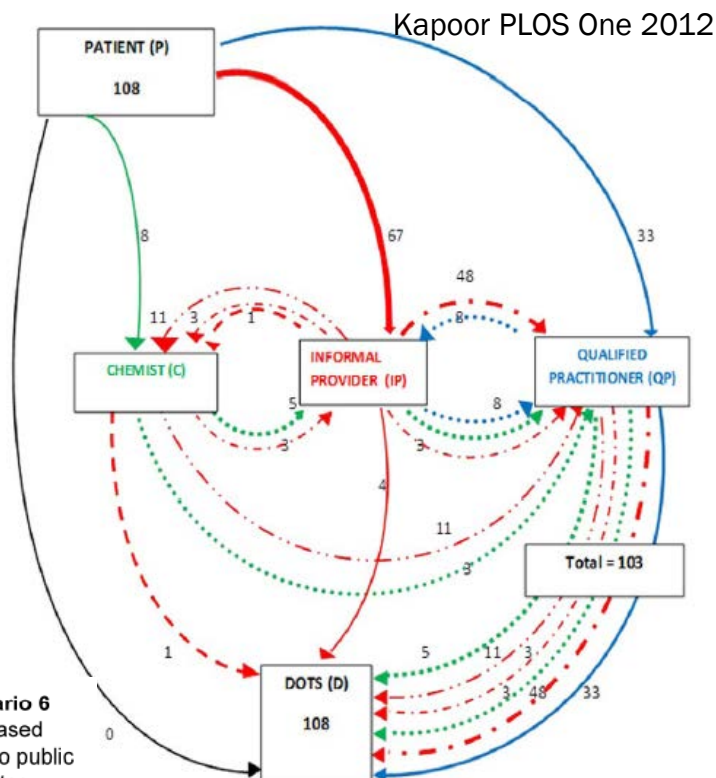 Kapoor PLOS One 2012
PATIENT (P)
108
8
67
33
48
11 3 1
8
CHEMIST (C)
INFORMAL
PROVIDER (IP)
QUALIFIED
PRACTITIONER (QP)
5
8
3
3
4
11
3
Total = 103
1
5 11 3
DOTS (D)
108
3 48 33
0
ario 6
ased
o public